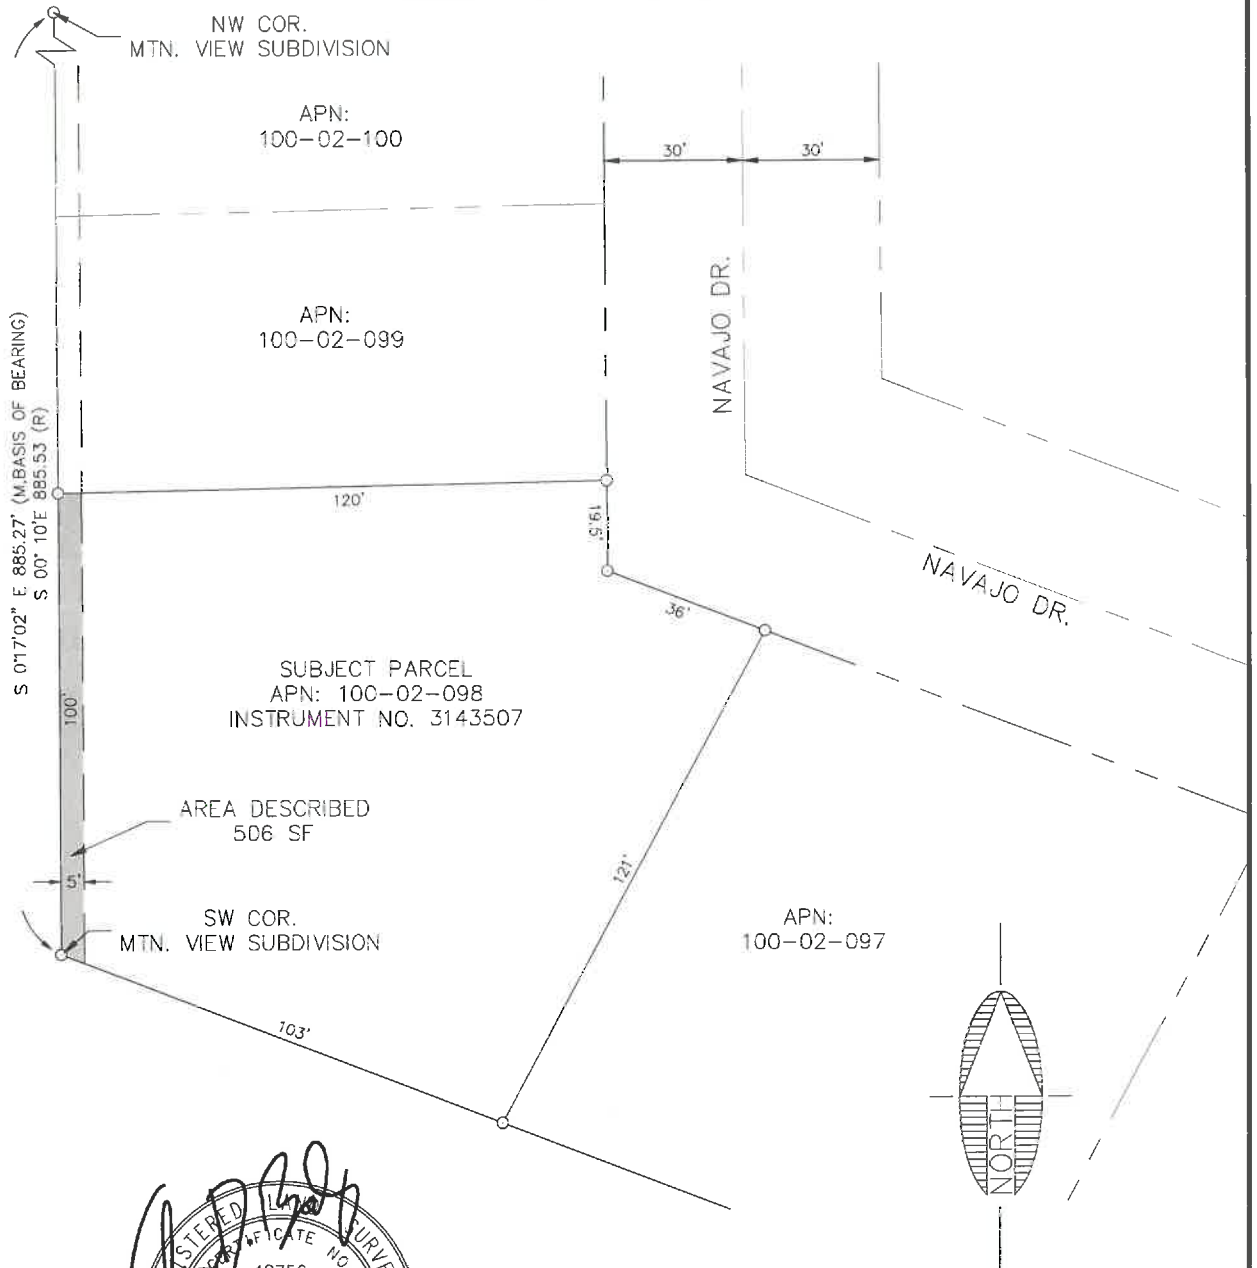 NW COR.
MTN. VIEW SUBDIVISION
APN:
100-02-100
30'
30'
NAVAJO DR.
APN:
100-02-099
S 0°17'02" E 885.27' (M,BASIS OF BEARING)
S 00° 10'E 885.53 (R)
120'
19.5'
36'
NAVAJO DR.
SUBJECT PARCEL
APN: 100-02-098
INSTRUMENT NO. 3143507
100'
AREA DESCRIBED
506 SF
5'
121'
SW COR.
MTN. VIEW SUBDIVISION
APN:
100-02-097
103'
NORTH
LAND
CERTIFICATE NO